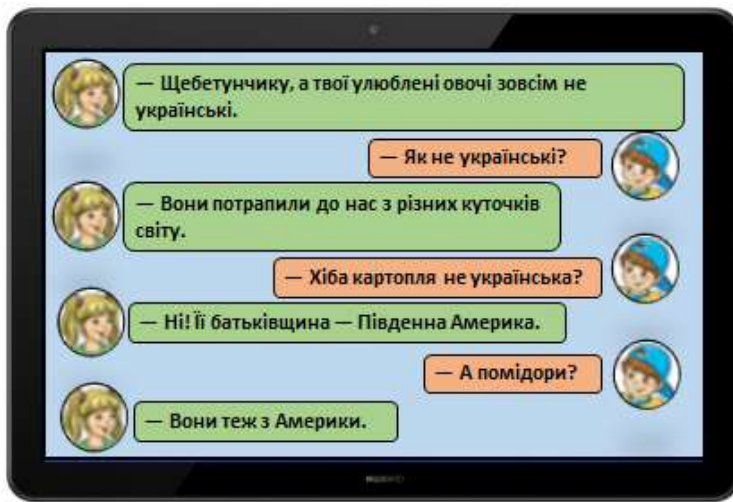 — Щебетунчику, а твої улюблені овочі зовсім не
українські.
— Як не українські?
— Вони потрапили до нас з різних куточків
світу.
— Хіба картопля не українська?
— Ні! Її батьківщина — Південна Америка.
— А помідори?
— Вони теж з Америки.